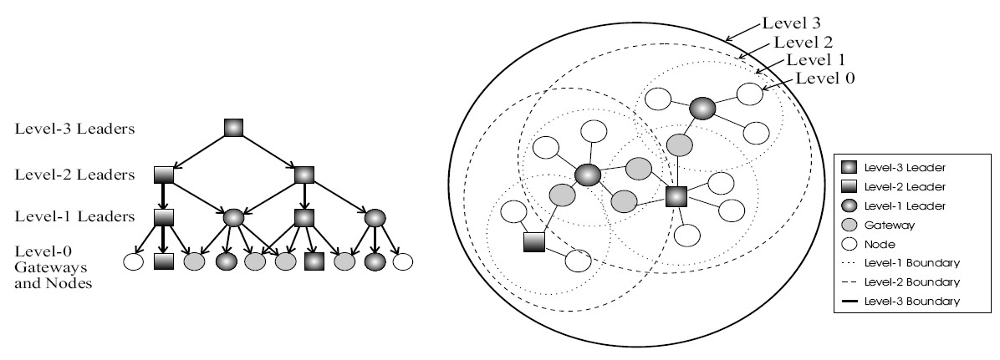 Level-3 Leaders
Level-2 Leaders
Level-1 Leaders
Level-0
Gateways
and Nodes
Level 3
Level 2
Level 1
Level 0
Level-3 Leader
Level-2 Leader
Level-1 Leader
Gateway
Node
Level-1 Boundary
Level-2 Boundary
Level-3 Boundary